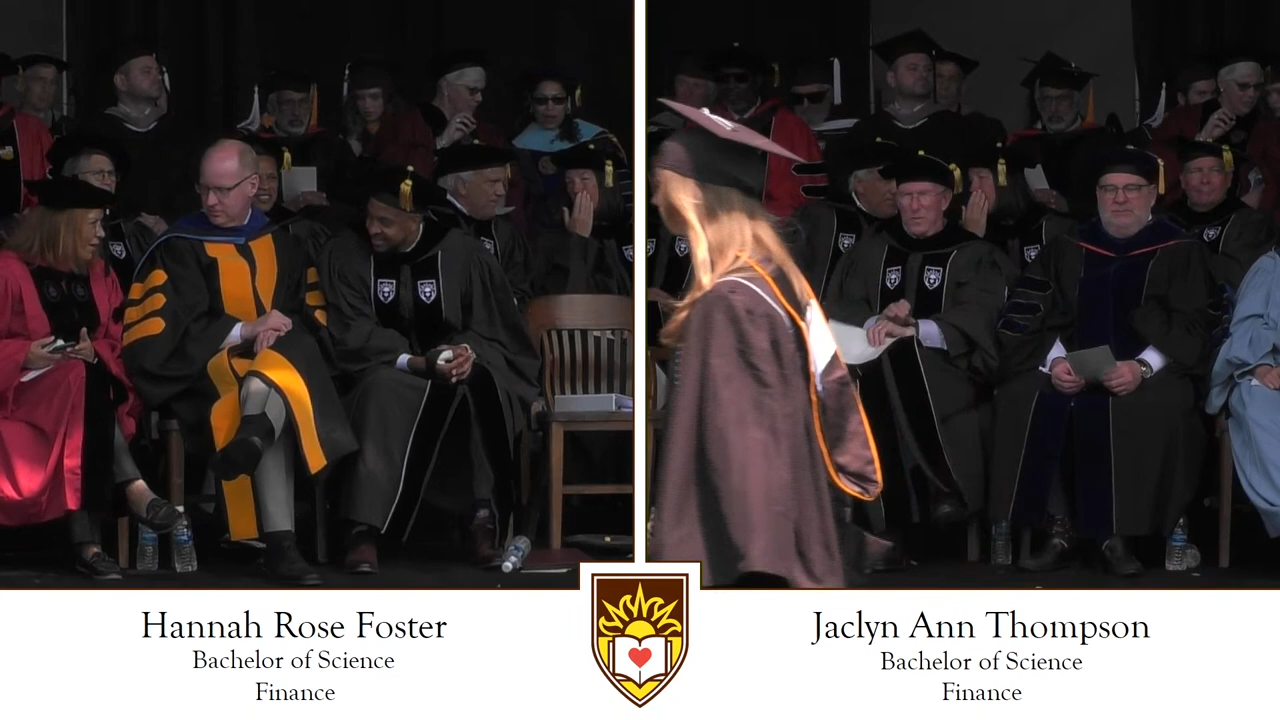 Hannah Rose Foster
Bachelor of Science
Finance
Jaclyn Ann Thompson
Bachelor of Science
Finance